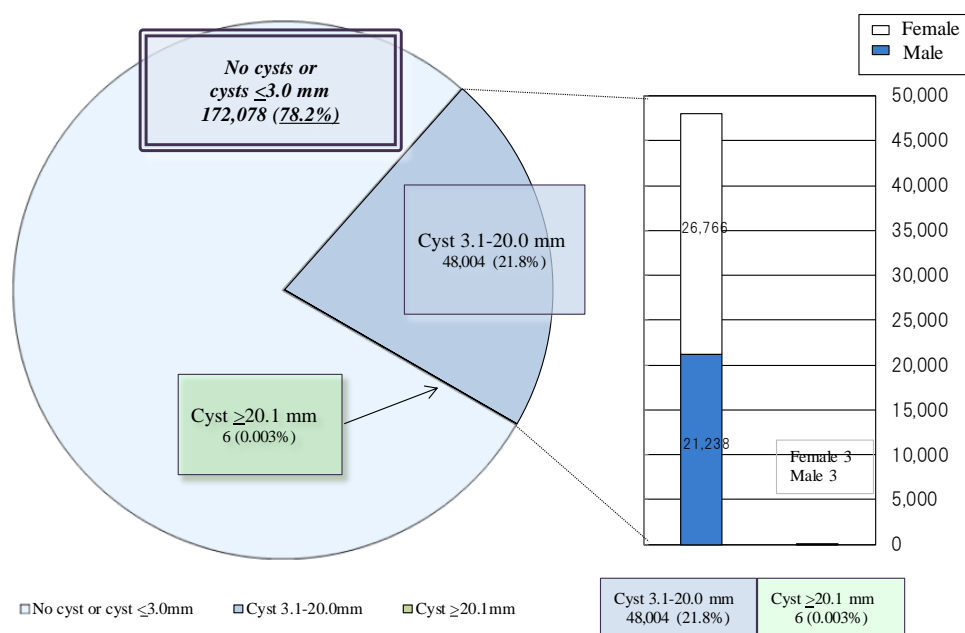 No cysts or
cysts ≤3.0 mm
172,078 (78.2%)
Cyst 3.1-20.0 mm
48,004 (21.8%)
Cyst ≥20.1 mm
6 (0.003%)
No cyst or cyst ≤3.0mm
Cyst 3.1-20.0mm
Cyst ≥20.1mm
Female
Male
50,000
45,000
40,000
35,000
30,000
25,000
20,000
15,000
10,000
5,000
0
26,766
21,238
Female 3
Male 3
Cyst 3.1-20.0 mm
48,004 (21.8%)
Cyst ≥20.1 mm
6 (0.003%)